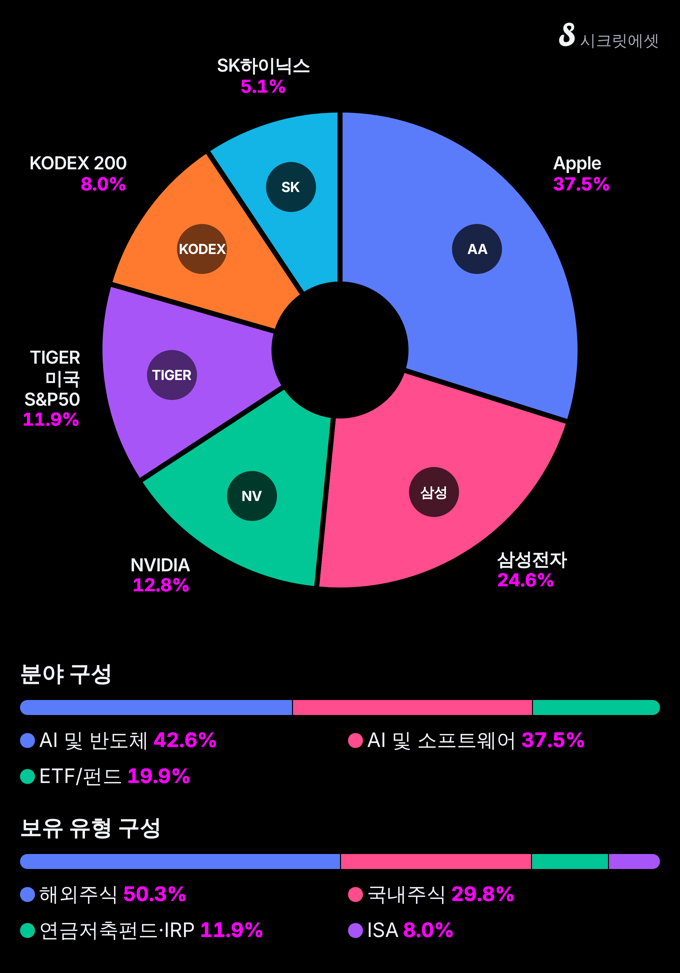 시크릿에셋
SK하이닉스
5.1%
KODEX 200
8.0%
Apple
37.5%
SK
KODEX
AA
TIGER
미국
S&P50
11.9%
TIGER
NV
삼성
NVIDIA
12.8%
삼성전자
24.6%
분야 구성
AI 및 반도체 42.6%
AI 및 소프트웨어 37.5%
ETF/펀드 19.9%
보유 유형 구성
해외주식 50.3%
국내주식 29.8%
연금저축펀드·IRP 11.9%
ISA 8.0%